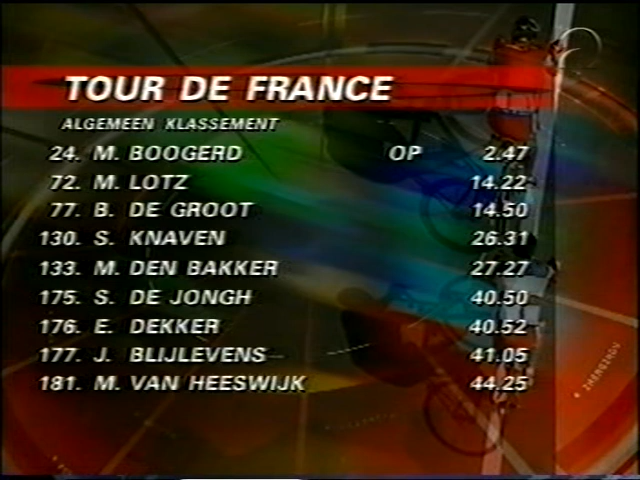 TOUR DE FRANCE
ALGEMEEN KLASSEMENT
24. M. BOOGERD OP 2.47
72. M. LOTZ 14.22
77. B. DE GROOT 14.50
130. S. KNAVEN 26.31
133. M. DEN BAKKER 27.27
175. S. DE JONGH 40.50
176. E. DEKKER 40.52
177. J. BLIJLEVENS 41.05
181. M. VAN HEESWIJK 44.25